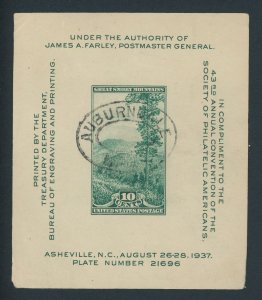 UNDER THE AUTHORITY OF
JAMES A. FARLEY, POSTMASTER GENERAL.
PRINTED BY THE
TREASURY DEPARTMENT,
BUREAU OF ENGRAVING AND PRINTING.
GREAT SMOKY MOUNTAINS
10
CENTS
UNITED STATES POSTAGE
IN COMPLIMENT TO THE
43RD ANNUAL CONVENTION OF THE
SOCIETY OF PHILATELIC AMERICANS.
ASHEVILLE, N.C., AUGUST 26-28, 1937.
PLATE NUMBER 21696